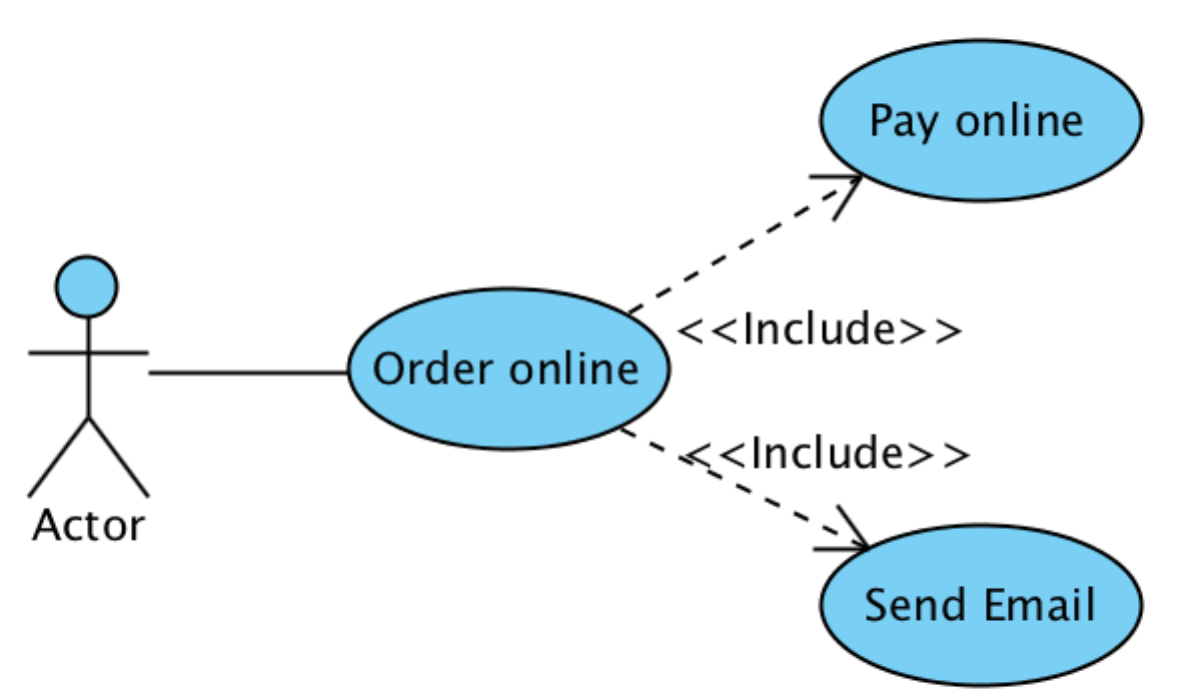 Pay online
<<Include>>
Order online
<<Include>>
Actor
Send Email